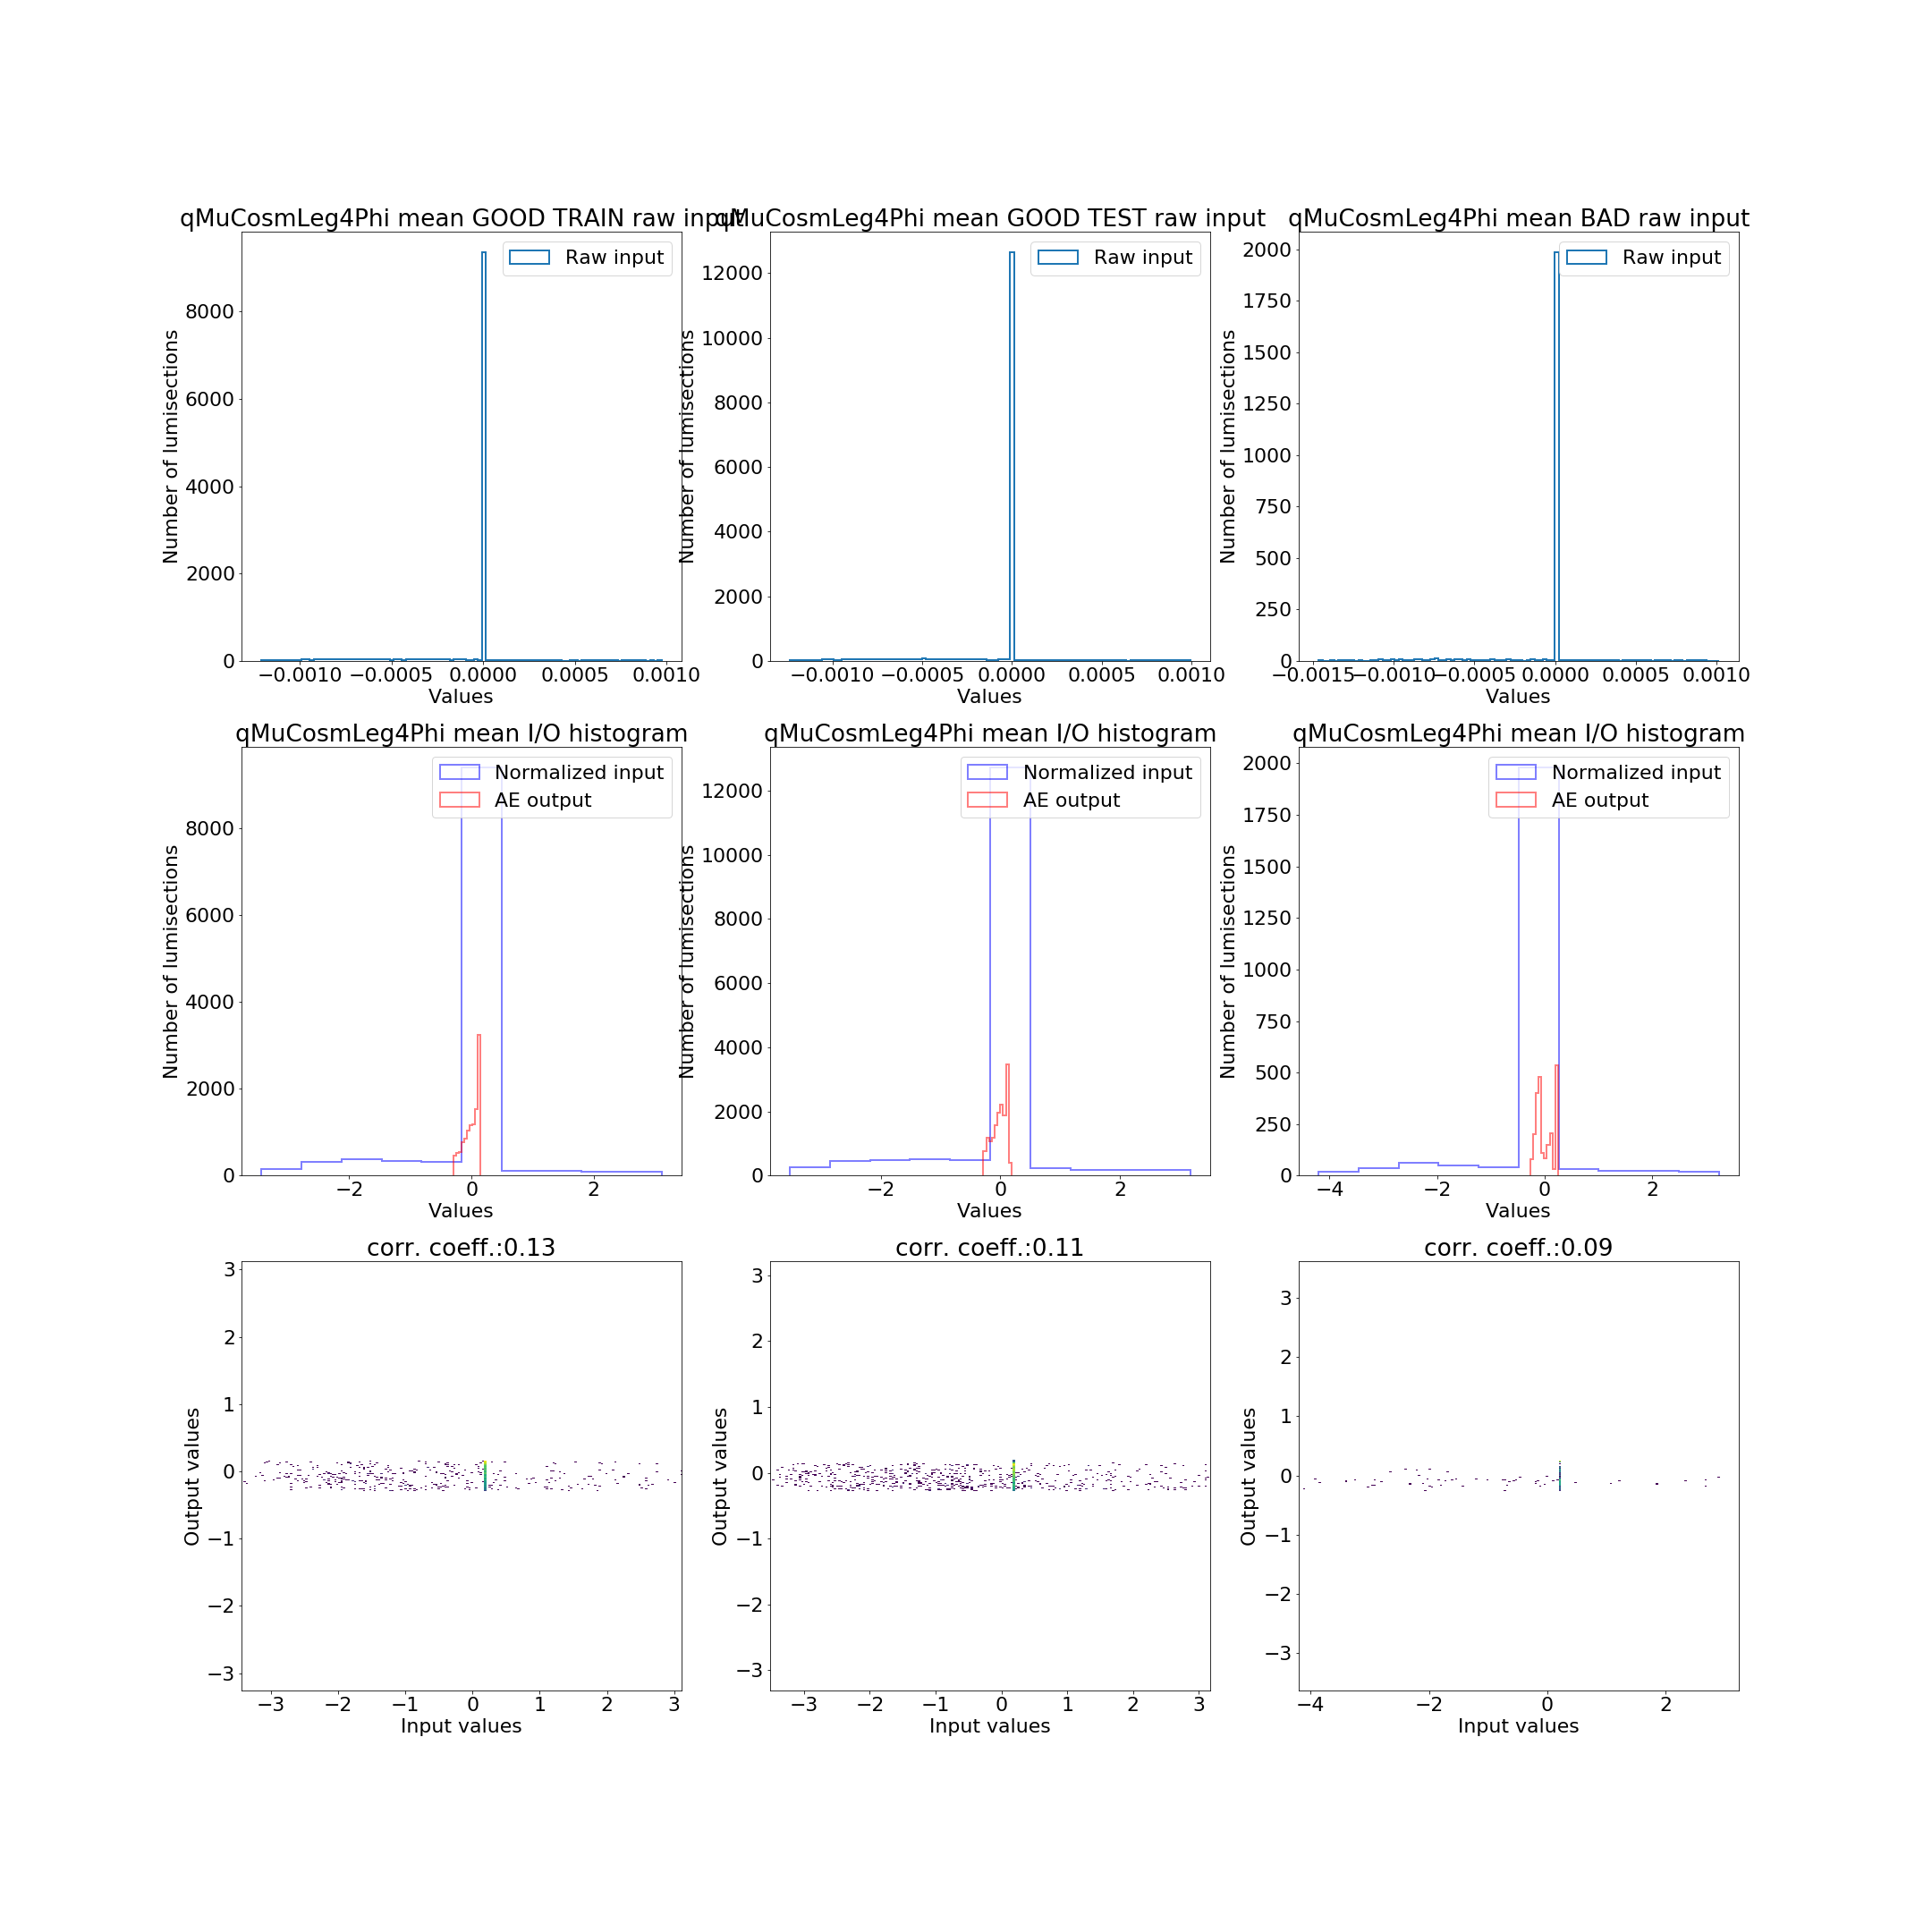 qMuCosmLeg4Phi mean GOOD TRAIN raw input
Raw input
8000
6000
4000
2000
0
Number of lumisections
−0.0010 −0.0005 0.0000 0.0005 0.0010
Values
qMuCosmLeg4Phi mean GOOD TEST raw input
Raw input
12000
10000
8000
6000
4000
2000
0
Number of lumisections
−0.0010 −0.0005 0.0000 0.0005 0.0010
Values
qMuCosmLeg4Phi mean BAD raw input
Raw input
2000
1750
1500
1250
1000
750
500
250
0
Number of lumisections
−0.0015 −0.0010 −0.0005 0.0000 0.0005 0.0010
Values
qMuCosmLeg4Phi mean I/O histogram
Normalized input
AE output
8000
6000
4000
2000
0
Number of lumisections
−2 0 2
Values
qMuCosmLeg4Phi mean I/O histogram
Normalized input
AE output
12000
10000
8000
6000
4000
2000
0
Number of lumisections
−2 0 2
Values
qMuCosmLeg4Phi mean I/O histogram
Normalized input
AE output
2000
1750
1500
1250
1000
750
500
250
0
Number of lumisections
−4 −2 0 2
Values
corr. coeff.:0.13
3
2
1
0
−1
−2
−3
Output values
−3 −2 −1 0 1 2 3
Input values
corr. coeff.:0.11
3
2
1
0
−1
−2
−3
Output values
−3 −2 −1 0 1 2 3
Input values
corr. coeff.:0.09
3
2
1
0
−1
−2
−3
Output values
−4 −2 0 2
Input values